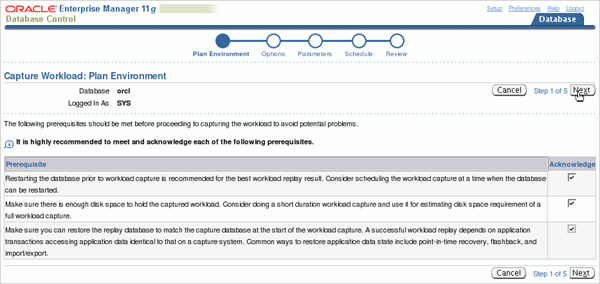 ORACLE Enterprise Manager 11g
Database Control
Setup Preferences Help Logout
Database
Plan Environment Options Parameters Schedule Review
Capture Workload: Plan Environment
Database orcl
Logged In As SYS
Cancel Step 1 of 5 Next
The following prerequisites should be met before proceeding to capturing the workload to avoid potential problems.
It is highly recommended to meet and acknowledge each of the following prerequisites.
Prerequisite Acknowledge
Restarting the database prior to workload capture is recommended for the best workload replay result. Consider scheduling the workload capture at a time when the database
can be restarted.
Make sure there is enough disk space to hold the captured workload. Consider doing a short duration workload capture and use it for estimating disk space requirement of
a full workload capture.
Make sure you can restore the replay database to match the capture database at the start of the workload capture. A successful workload replay depends on application
transactions accessing application data identical to that on a capture system. Common ways to restore application data state include point-in-time recovery, flashback, and
import/export.
Cancel Step 1 of 5 Next